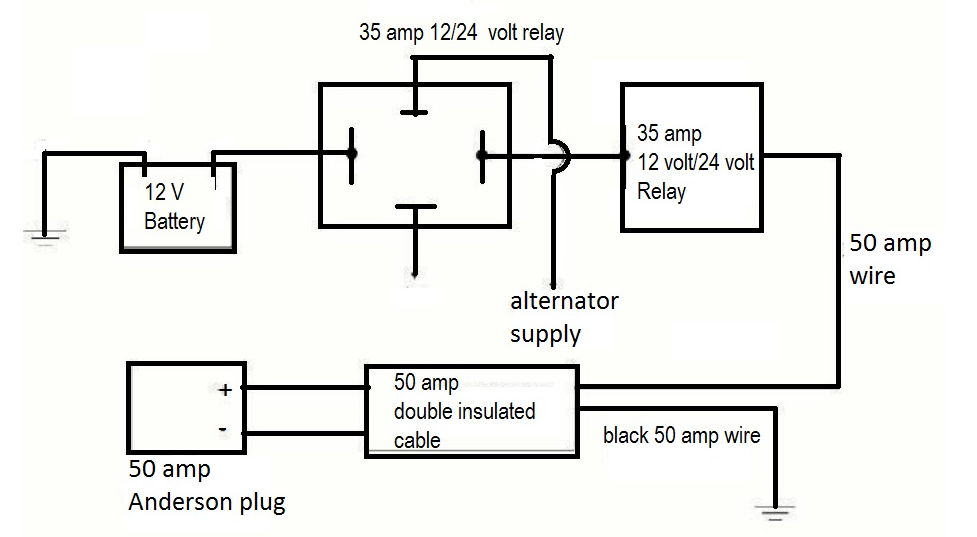 35 amp 12/24 volt relay
12 V
Battery
35 amp
12 volt/24 volt
Relay
50 amp
wire
alternator
supply
+
-
50 amp
double insulated
cable
black 50 amp wire
50 amp
Anderson plug